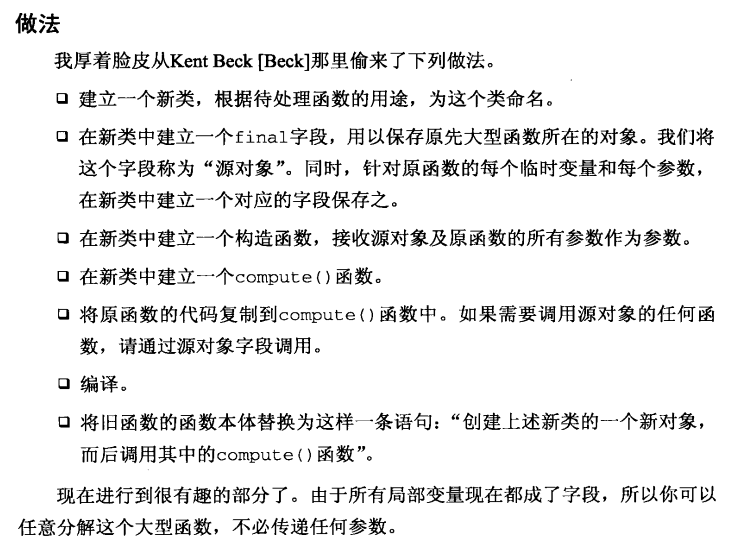 做法
我厚着脸皮从Kent Beck [Beck]那里偷来了下列做法。
❑ 建立一个新类，根据待处理函数的用途，为这个类命名。
❑ 在新类中建立一个final字段，用以保存原先大型函数所在的对象。我们将
这个字段称为“源对象”。同时，针对原函数的每个临时变量和每个参数，
在新类中建立一个对应的字段保存之。
❑ 在新类中建立一个构造函数，接收源对象及原函数的所有参数作为参数。
❑ 在新类中建立一个compute()函数。
❑ 将原函数的代码复制到compute()函数中。如果需要调用源对象的任何函
数，请通过源对象字段调用。
❑ 编译。
❑ 将旧函数的函数本体替换为这样一条语句：“创建上述新类的一个新对象，
而后调用其中的compute()函数”。
现在进行到很有趣的部分了。由于所有局部变量现在都成了字段，所以你可以
任意分解这个大型函数，不必传递任何参数。